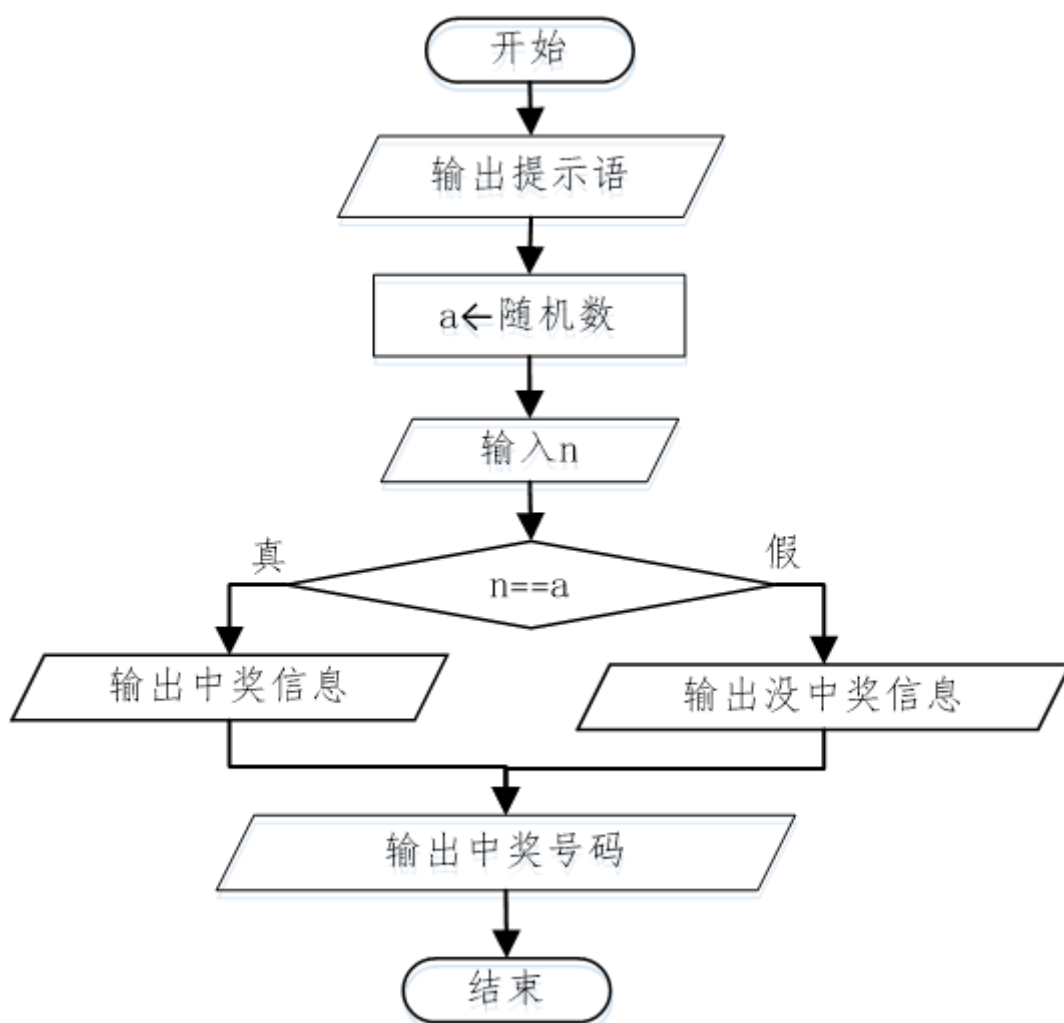 开始
输出提示语
a←随机数
输入n
真
假
n==a
输出中奖信息
输出没中奖信息
输出中奖号码
结束